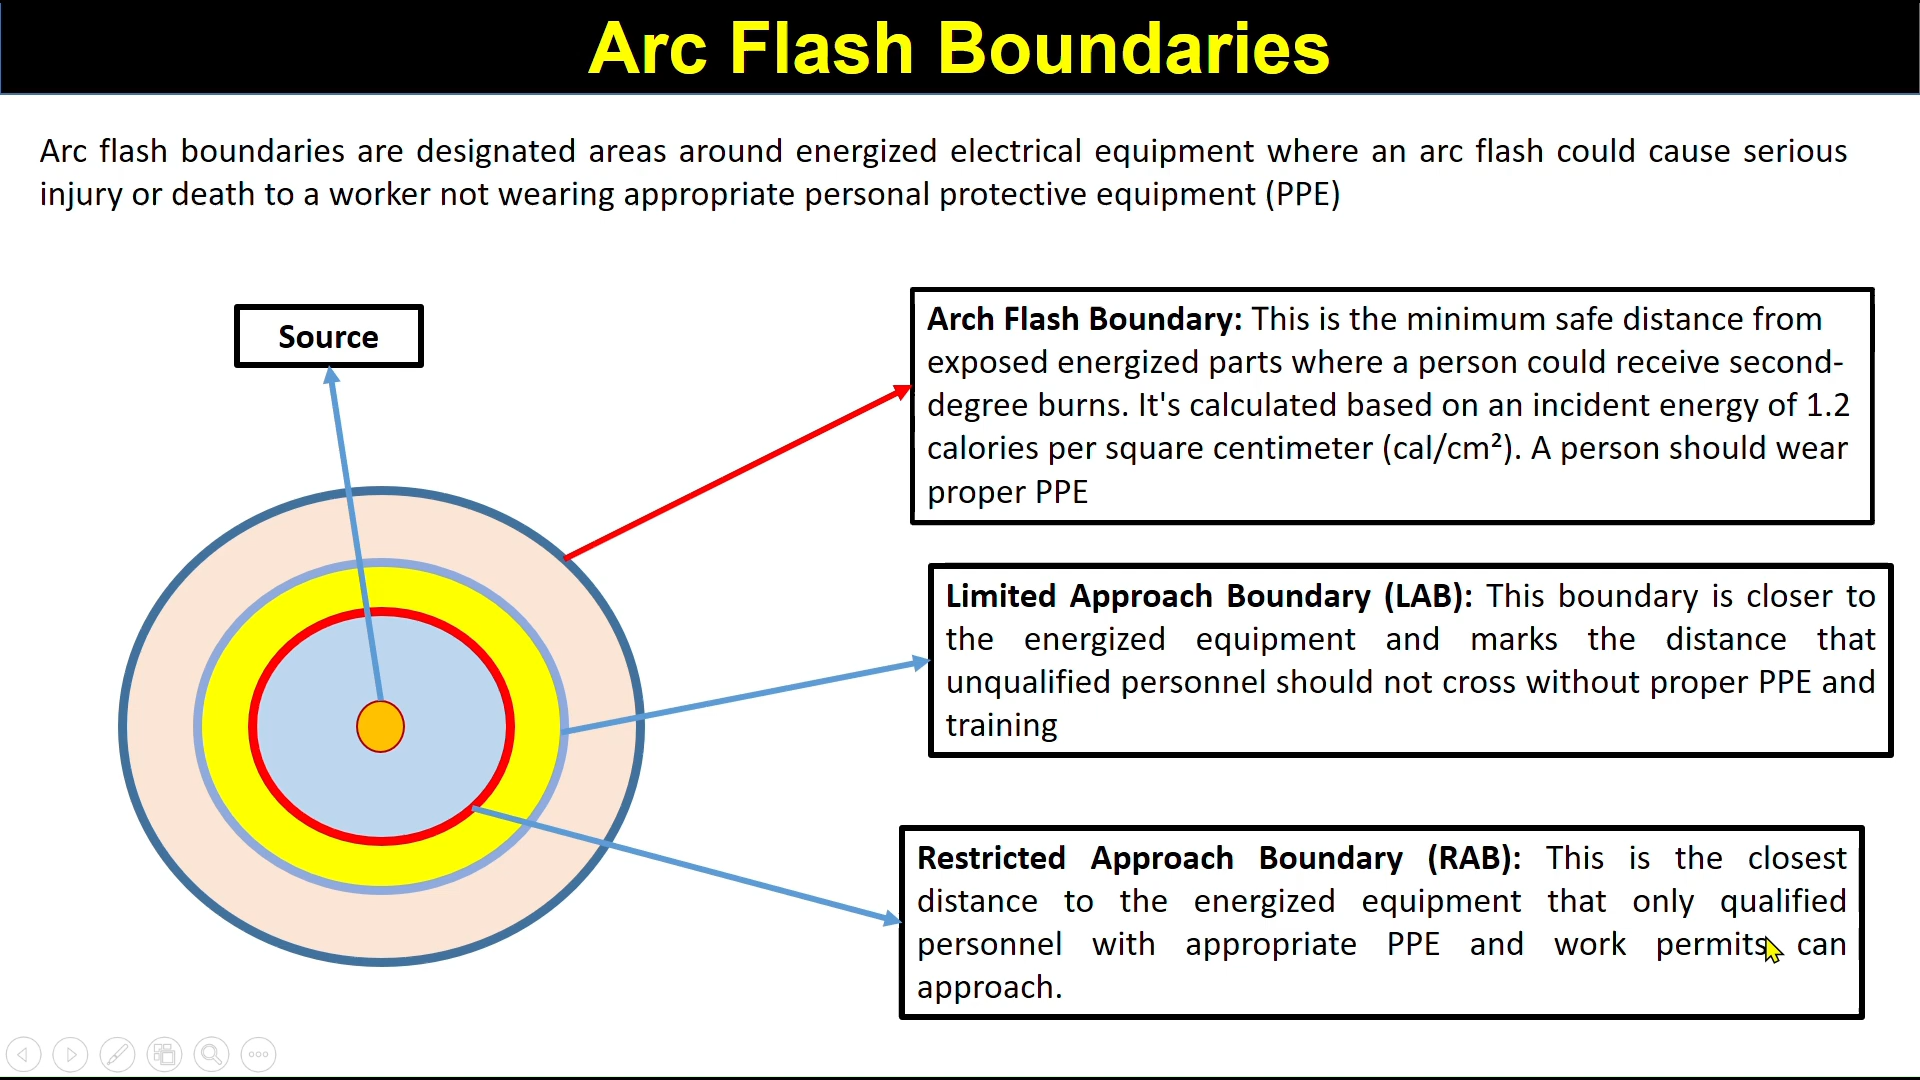 Arc Flash Boundaries
Arc flash boundaries are designated areas around energized electrical equipment where an arc flash could cause serious
injury or death to a worker not wearing appropriate personal protective equipment (PPE)
Source
Arch Flash Boundary: This is the minimum safe distance from
exposed energized parts where a person could receive second-
degree burns. It's calculated based on an incident energy of 1.2
calories per square centimeter (cal/cm²). A person should wear
proper PPE
Limited Approach Boundary (LAB): This boundary is closer to
the energized equipment and marks the distance that
unqualified personnel should not cross without proper PPE and
training
Restricted Approach Boundary (RAB): This is the closest
distance to the energized equipment that only qualified
personnel with appropriate PPE and work permits can
approach.